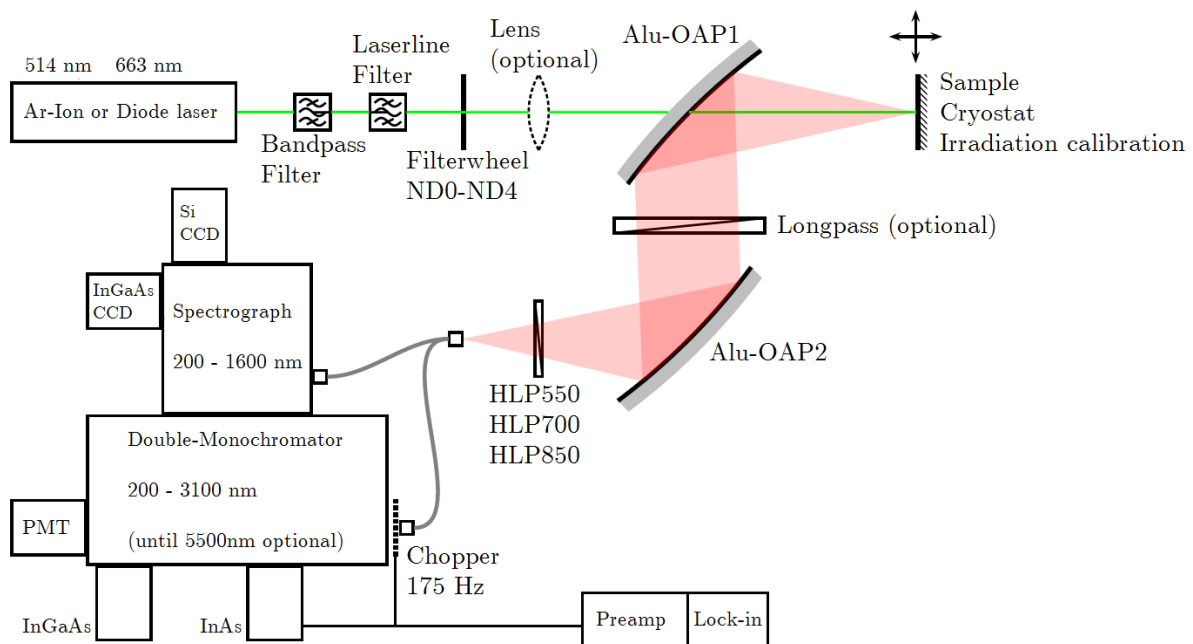 514 nm 663 nm
Ar-Ion or Diode laser
Bandpass
Filter
Laserline
Filter
Filterwheel
ND0-ND4
Lens
(optional)
Alu-OAP1
Sample
Cryostat
Irradiation calibration
Longpass (optional)
Alu-OAP2
HLP550
HLP700
HLP850
Si
CCD
InGaAs
CCD
Spectrograph
200 - 1600 nm
Double-Monochromator
200 - 3100 nm
(until 5500nm optional)
PMT
Chopper
175 Hz
InGaAs
InAs
Preamp
Lock-in